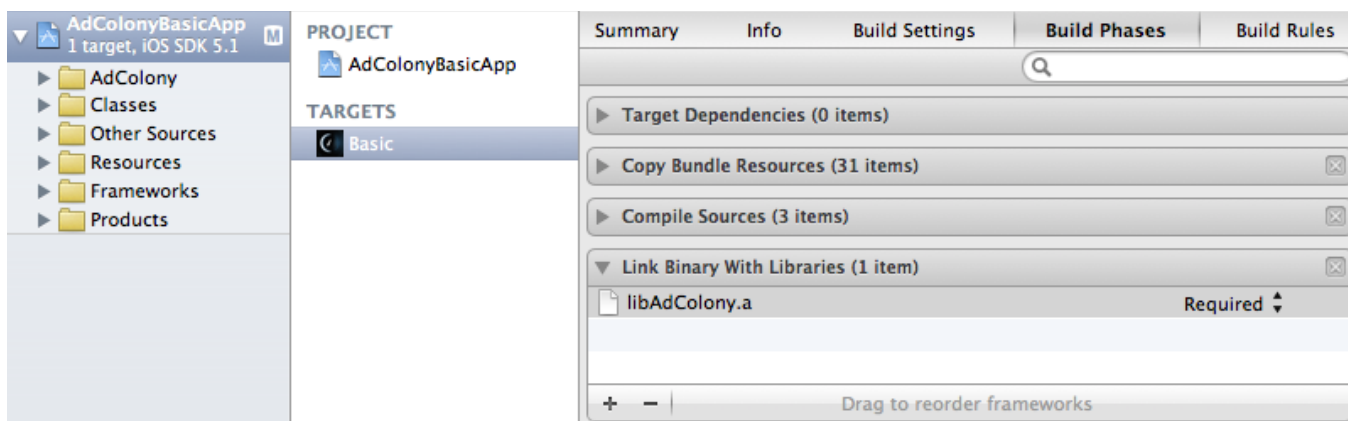 AdColonyBasicApp
1 target, iOS SDK 5.1
M
AdColony
Classes
Other Sources
Resources
Frameworks
Products
PROJECT
AdColonyBasicApp
TARGETS
Basic
Summary Info Build Settings Build Phases Build Rules
Target Dependencies (0 items)
Copy Bundle Resources (31 items)
Compile Sources (3 items)
Link Binary With Libraries (1 item)
libAdColony.a Required
+ − Drag to reorder frameworks